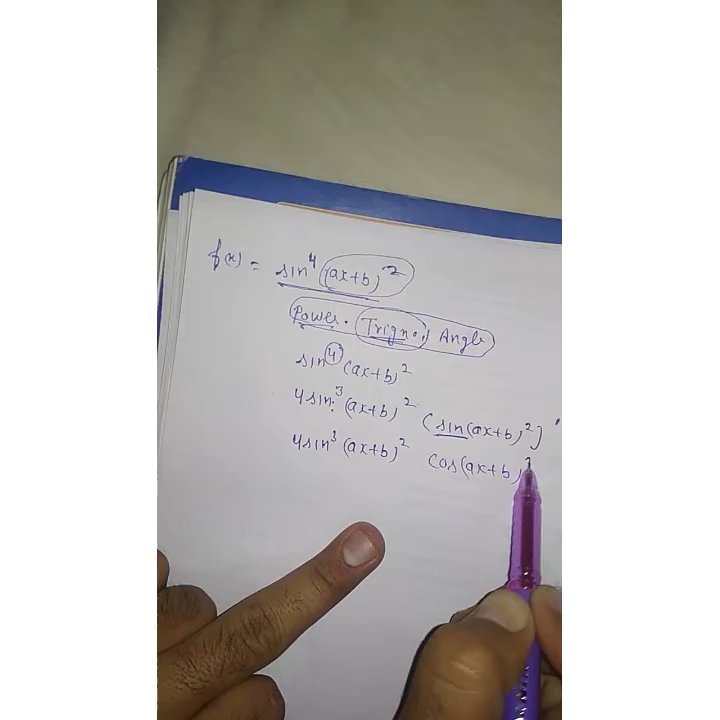 f(x) = sin⁴ (ax+b)²
Power. Trigno., Angle
sin⁴ (ax+b)²
4sin³ (ax+b)² (sin(ax+b)²)'
4sin³ (ax+b)² cos(ax+b)²